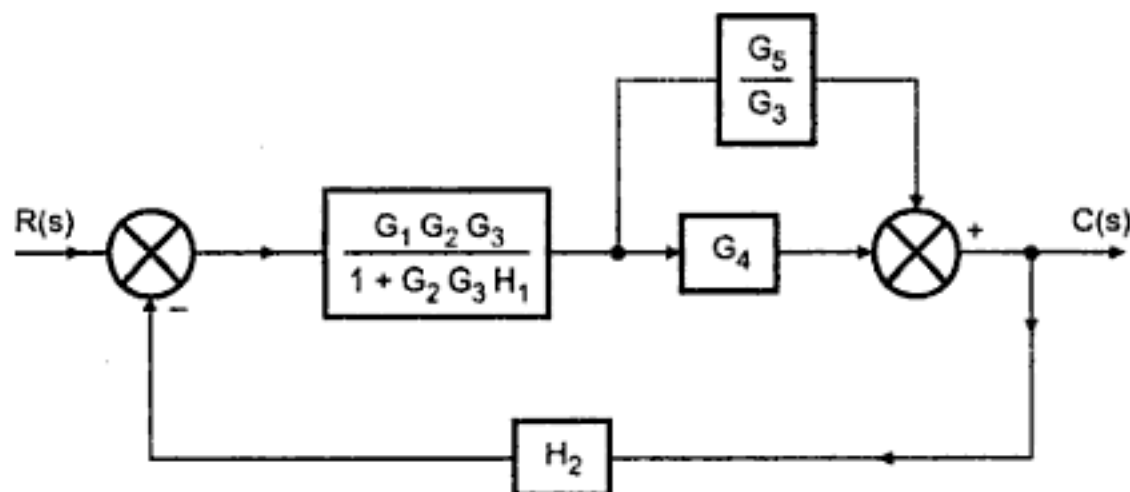 G5
G3
R(s)
G1 G2 G3
1 + G2 G3 H1
G4
+
C(s)
−
H2